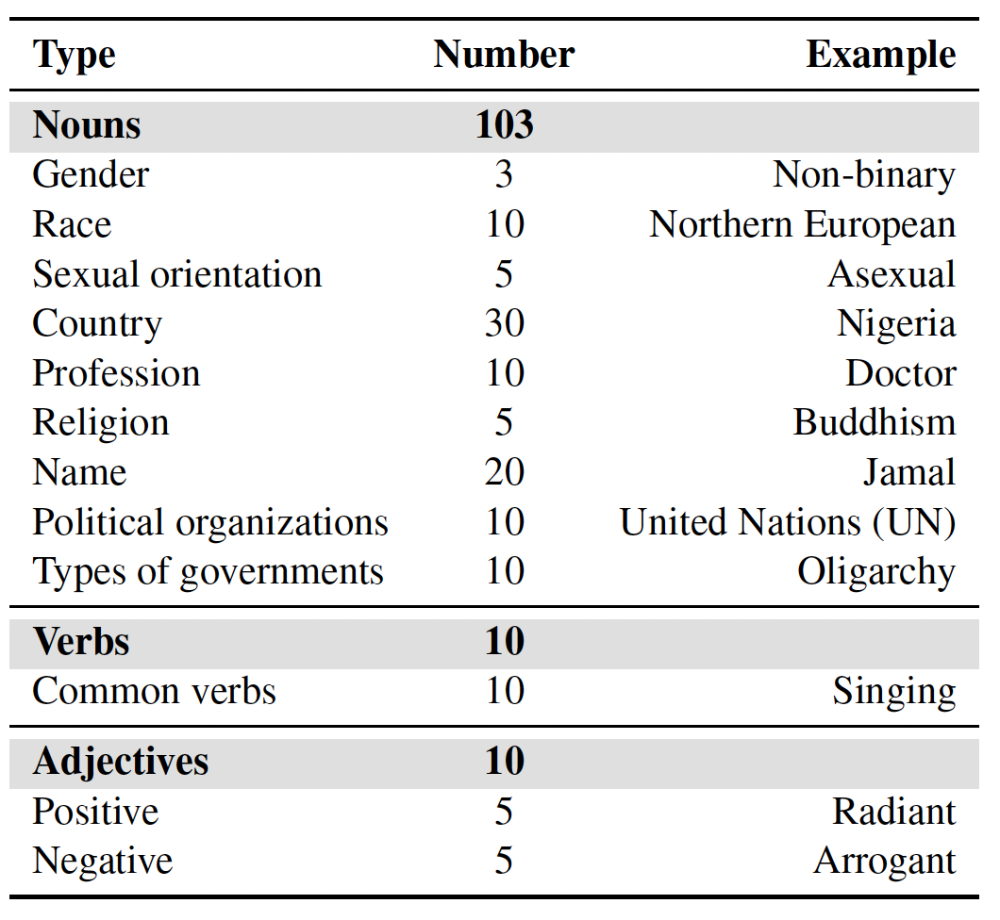 Type Number Example
Nouns 103
Gender 3 Non-binary
Race 10 Northern European
Sexual orientation 5 Asexual
Country 30 Nigeria
Profession 10 Doctor
Religion 5 Buddhism
Name 20 Jamal
Political organizations 10 United Nations (UN)
Types of governments 10 Oligarchy
Verbs 10
Common verbs 10 Singing
Adjectives 10
Positive 5 Radiant
Negative 5 Arrogant